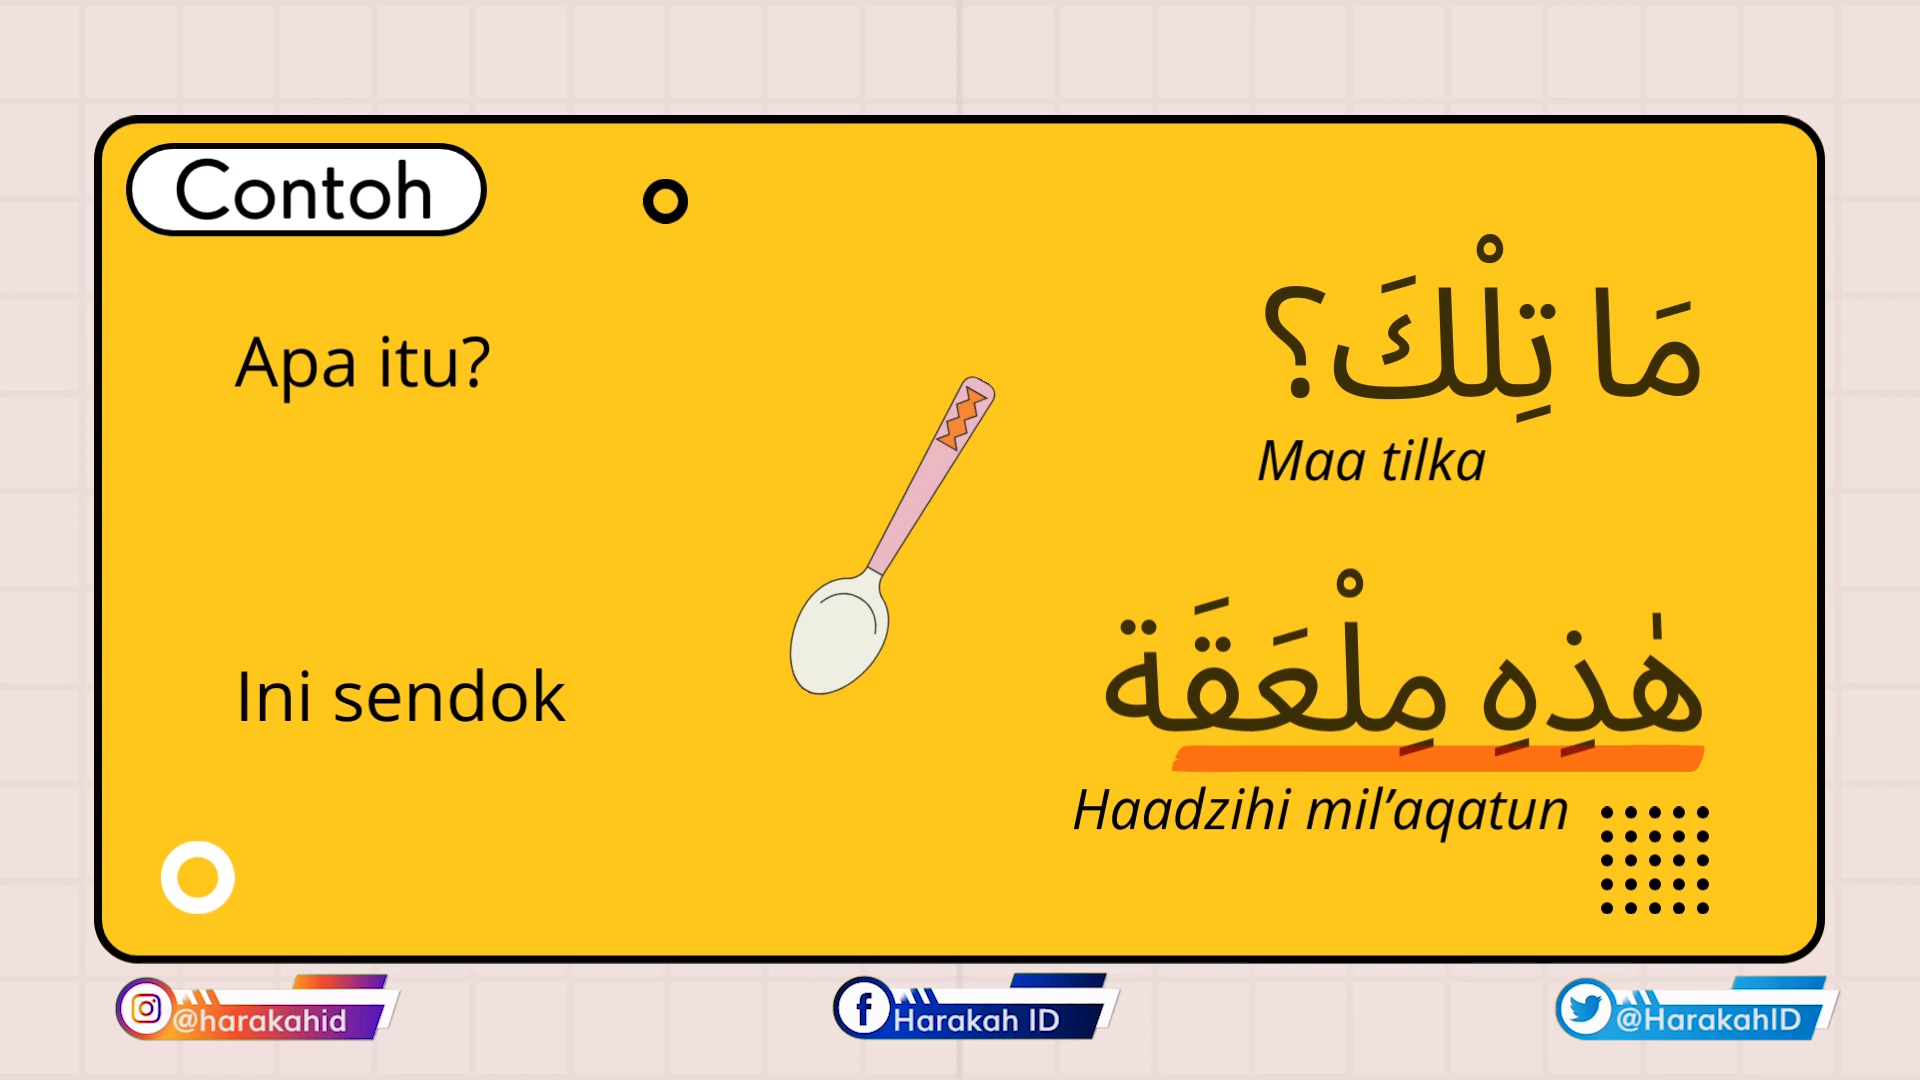 Contoh
Apa itu?
مَا تِلْكَ؟
Maa tilka
Ini sendok
هٰذِهِ مِلْعَقَة
Haadzihi mil’aqatun
@harakahid
Harakah ID
@HarakahID